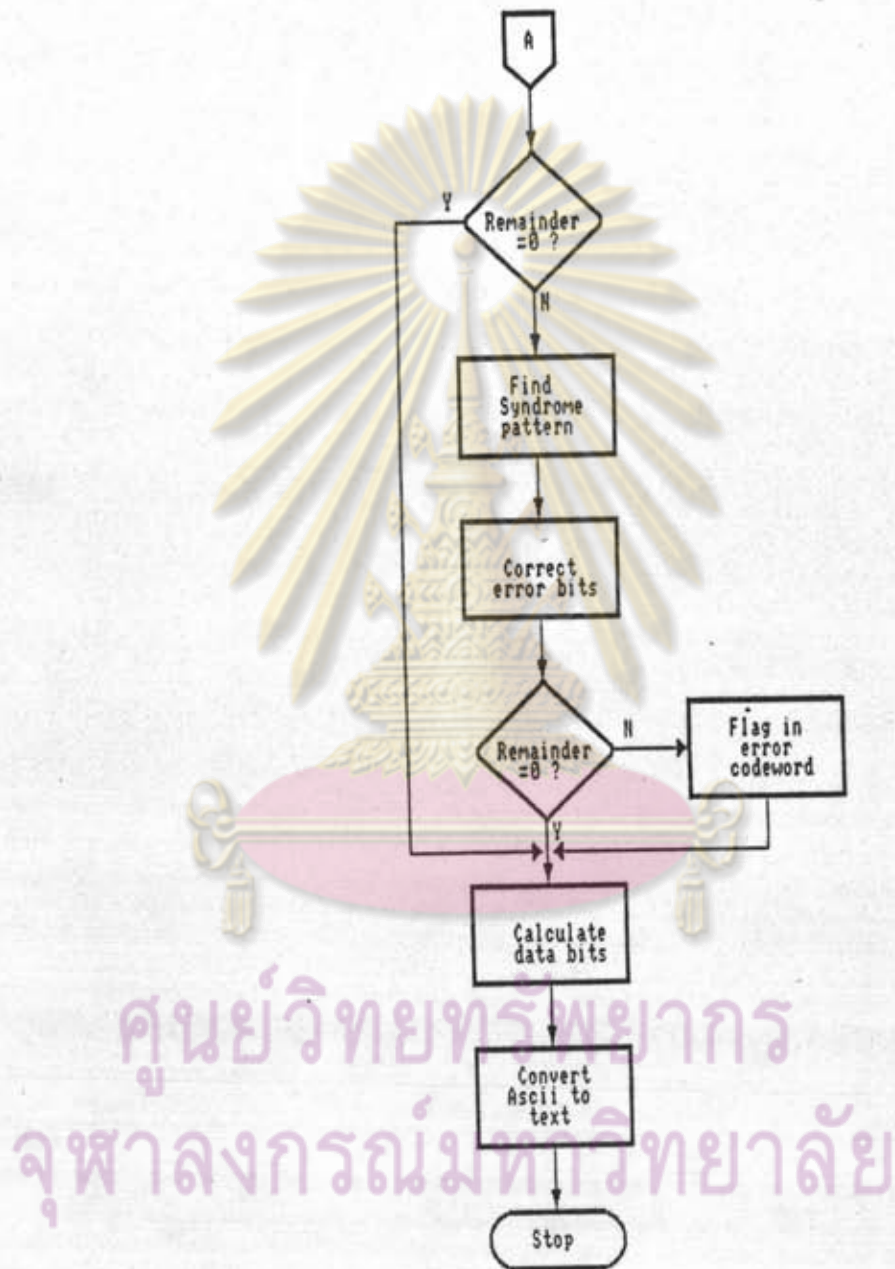 A
Y
Remainder
=0 ?
N
Find
Syndrome
pattern
Correct
error bits
Remainder
=0 ?
N
Flag in
error
codeword
Y
Calculate
data bits
ศูนย์วิทยทรัพยากร
Convert
Ascii to
text
จุฬาลงกรณ์มหาวิทยาลัย
Stop